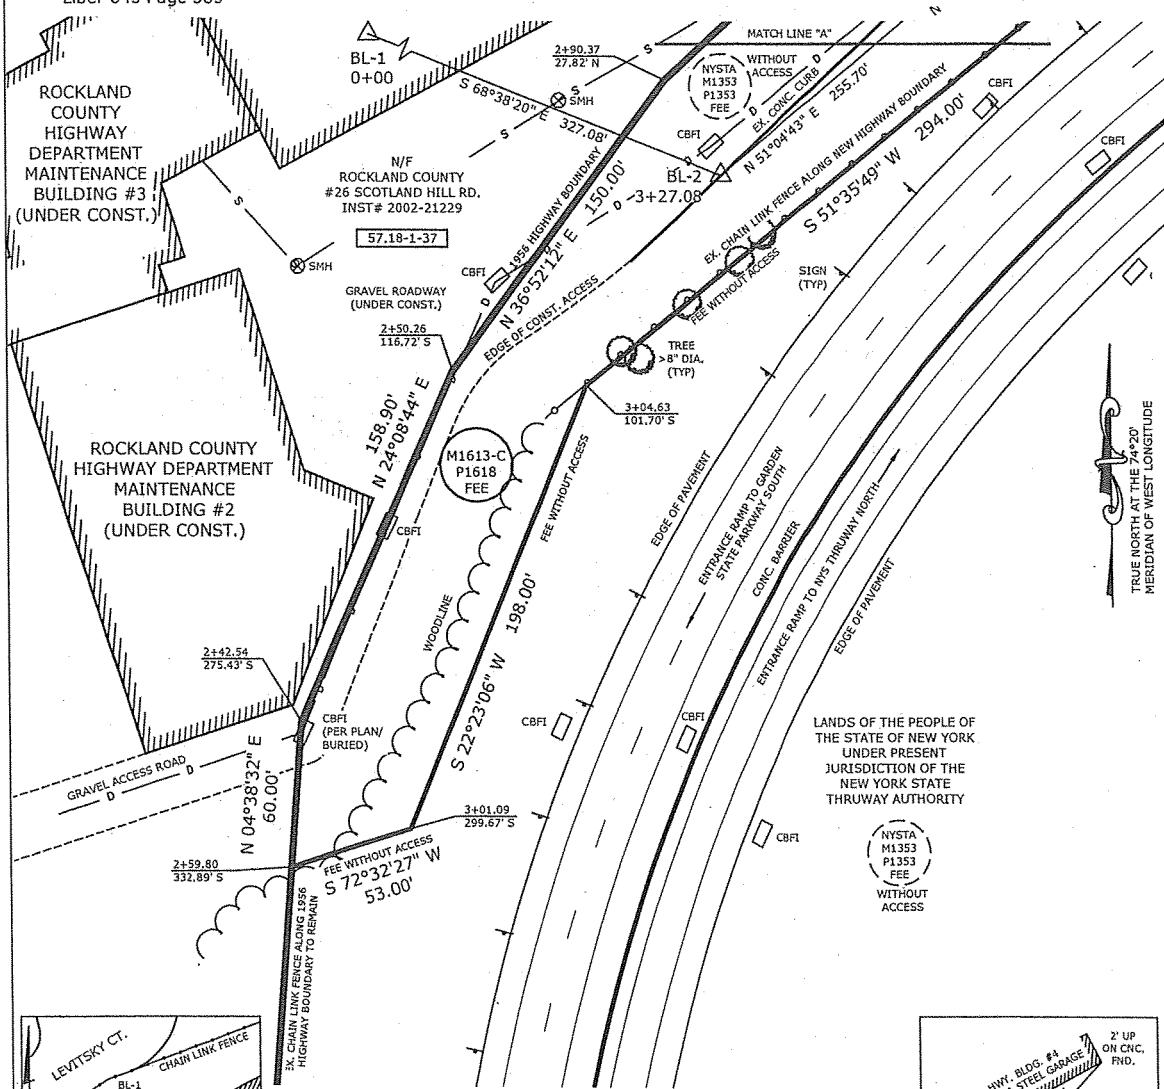 Liber 643 Page 569
ROCKLAND
COUNTY
HIGHWAY
DEPARTMENT
MAINTENANCE
BUILDING #3
(UNDER CONST.)
BL-1
0+00
S 68°38'20" E
327.08'
SMH
S
S
S
2+90.37
27.82' N
MATCH LINE "A"
N
NYSTA
M1353
P1353
FEE
WITHOUT
ACCESS
D
D
EX. CONC. CURB
N 51°04'43" E 255.70'
CBFI
BL-2
3+27.08
D
D
CBFI
CBFI
N/F
ROCKLAND COUNTY
#26 SCOTLAND HILL RD.
INST# 2002-21229
57.18-1-37
S
SMH
CBFI
1956 HIGHWAY BOUNDARY
150.00'
N 36°52'12" E
D
D
EX. CHAIN LINK FENCE ALONG NEW HIGHWAY BOUNDARY
S 51°35'49" W 294.00'
FEE WITHOUT ACCESS
SIGN
(TYP)
GRAVEL ROADWAY
(UNDER CONST.)
EDGE OF CONST. ACCESS
2+50.26
116.72' S
TREE
>8" DIA.
(TYP)
3+04.63
101.70' S
158.90'
N 24°08'44" E
M1613-C
P1618
FEE
ROCKLAND COUNTY
HIGHWAY DEPARTMENT
MAINTENANCE
BUILDING #2
(UNDER CONST.)
CBFI
FEE WITHOUT ACCESS
WOODLINE
198.00'
S 22°23'06" W
EDGE OF PAVEMENT
ENTRANCE RAMP TO GARDEN
STATE PARKWAY SOUTH
CONC. BARRIER
ENTRANCE RAMP TO NYS THRUWAY NORTH
EDGE OF PAVEMENT
TRUE NORTH AT THE 74°20'
MERIDIAN OF WEST LONGITUDE
2+42.54
275.43' S
CBFI
(PER PLAN/
BURIED)
GRAVEL ACCESS ROAD
D
D
N 04°38'32" E
60.00'
CBFI
CBFI
LANDS OF THE PEOPLE OF
THE STATE OF NEW YORK
UNDER PRESENT
JURISDICTION OF THE
NEW YORK STATE
THRUWAY AUTHORITY
CBFI
NYSTA
M1353
P1353
FEE
WITHOUT
ACCESS
3+01.09
299.67' S
2+59.80
332.89' S
FEE WITHOUT ACCESS
S 72°32'27" W
53.00'
EX. CHAIN LINK FENCE ALONG 1956
HIGHWAY BOUNDARY TO REMAIN
LEVITSKY CT.
CHAIN LINK FENCE
BL-1
HWY. BLDG. #4
STEEL GARAGE
2' UP
ON CNC.
FND.